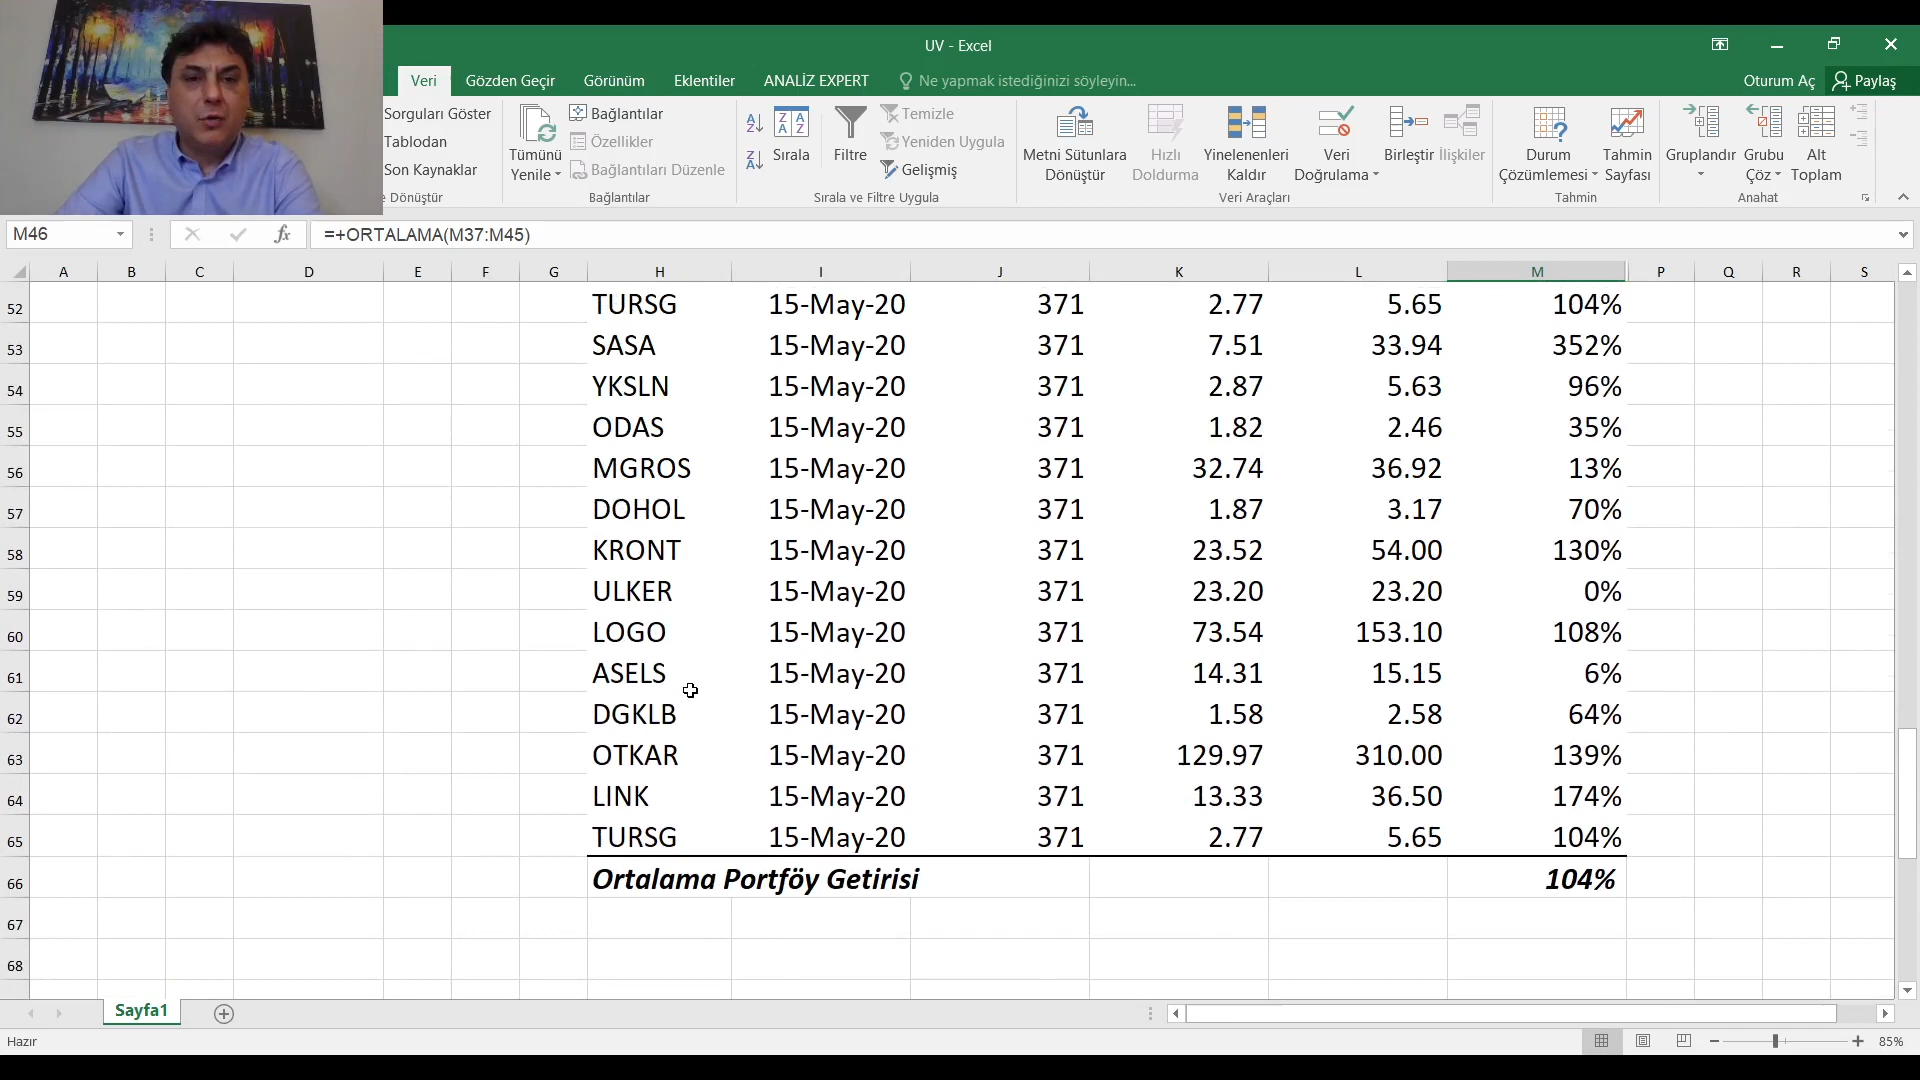 UV - Excel
Veri Gözden Geçir Görünüm Eklentiler ANALİZ EXPERT Ne yapmak istediğinizi söyleyin... Oturum Aç Paylaş
Sorguları Göster
Tablodan
Son Kaynaklar
e Dönüştür
Tümünü Yenile
Bağlantılar
Özellikler
Bağlantıları Düzenle
Bağlantılar
Sırala
Filtre
Temizle
Yeniden Uygula
Gelişmiş
Sırala ve Filtre Uygula
Metni Sütunlara Dönüştür
Hızlı Doldurma
Yinelenenleri Kaldır
Veri Doğrulama
Birleştir
İlişkiler
Veri Araçları
Durum Çözümlemesi
Tahmin Sayfası
Tahmin
Gruplandır
Grubu Çöz
Alt Toplam
Anahat
M46 fx =+ORTALAMA(M37:M45)
A B C D E F G H I J K L M P Q R S
52 TURSG 15-May-20 371 2.77 5.65 104%
53 SASA 15-May-20 371 7.51 33.94 352%
54 YKSLN 15-May-20 371 2.87 5.63 96%
55 ODAS 15-May-20 371 1.82 2.46 35%
56 MGROS 15-May-20 371 32.74 36.92 13%
57 DOHOL 15-May-20 371 1.87 3.17 70%
58 KRONT 15-May-20 371 23.52 54.00 130%
59 ULKER 15-May-20 371 23.20 23.20 0%
60 LOGO 15-May-20 371 73.54 153.10 108%
61 ASELS 15-May-20 371 14.31 15.15 6%
62 DGKLB 15-May-20 371 1.58 2.58 64%
63 OTKAR 15-May-20 371 129.97 310.00 139%
64 LINK 15-May-20 371 13.33 36.50 174%
65 TURSG 15-May-20 371 2.77 5.65 104%
66 Ortalama Portföy Getirisi 104%
67
68
Sayfa1
Hazır 85%